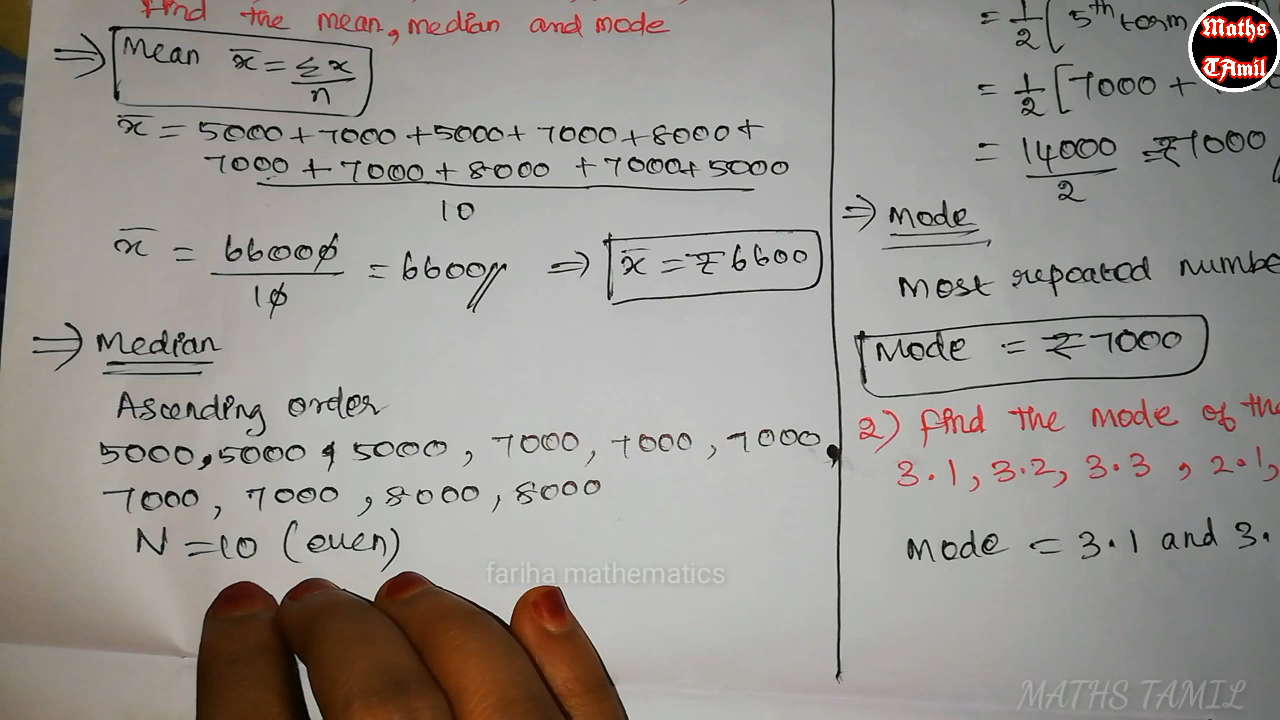 Find the mean, median and mode
⇒ Mean x̄ = Σx / n
x̄ = 5000+7000+5000+7000+8000+
7000+7000+8000+7000+5000
10
x̄ = 66000 / 10 = 6600 ⇒ x̄ = ₹6600
⇒ Median
Ascending order
5000, 5000, 5000, 7000, 7000, 7000,
7000, 7000, 8000, 8000
N = 10 (even)
= 1/2 [ 5th term
= 1/2 [7000 +
= 14000 / 2 = ₹7000
⇒ Mode
Most repeated numbe
Mode = ₹7000
2) Find the mode of the
3.1, 3.2, 3.3, 2.1,
Mode = 3.1 and 3.
Maths
TAmil
fariha mathematics
MATHS TAMIL